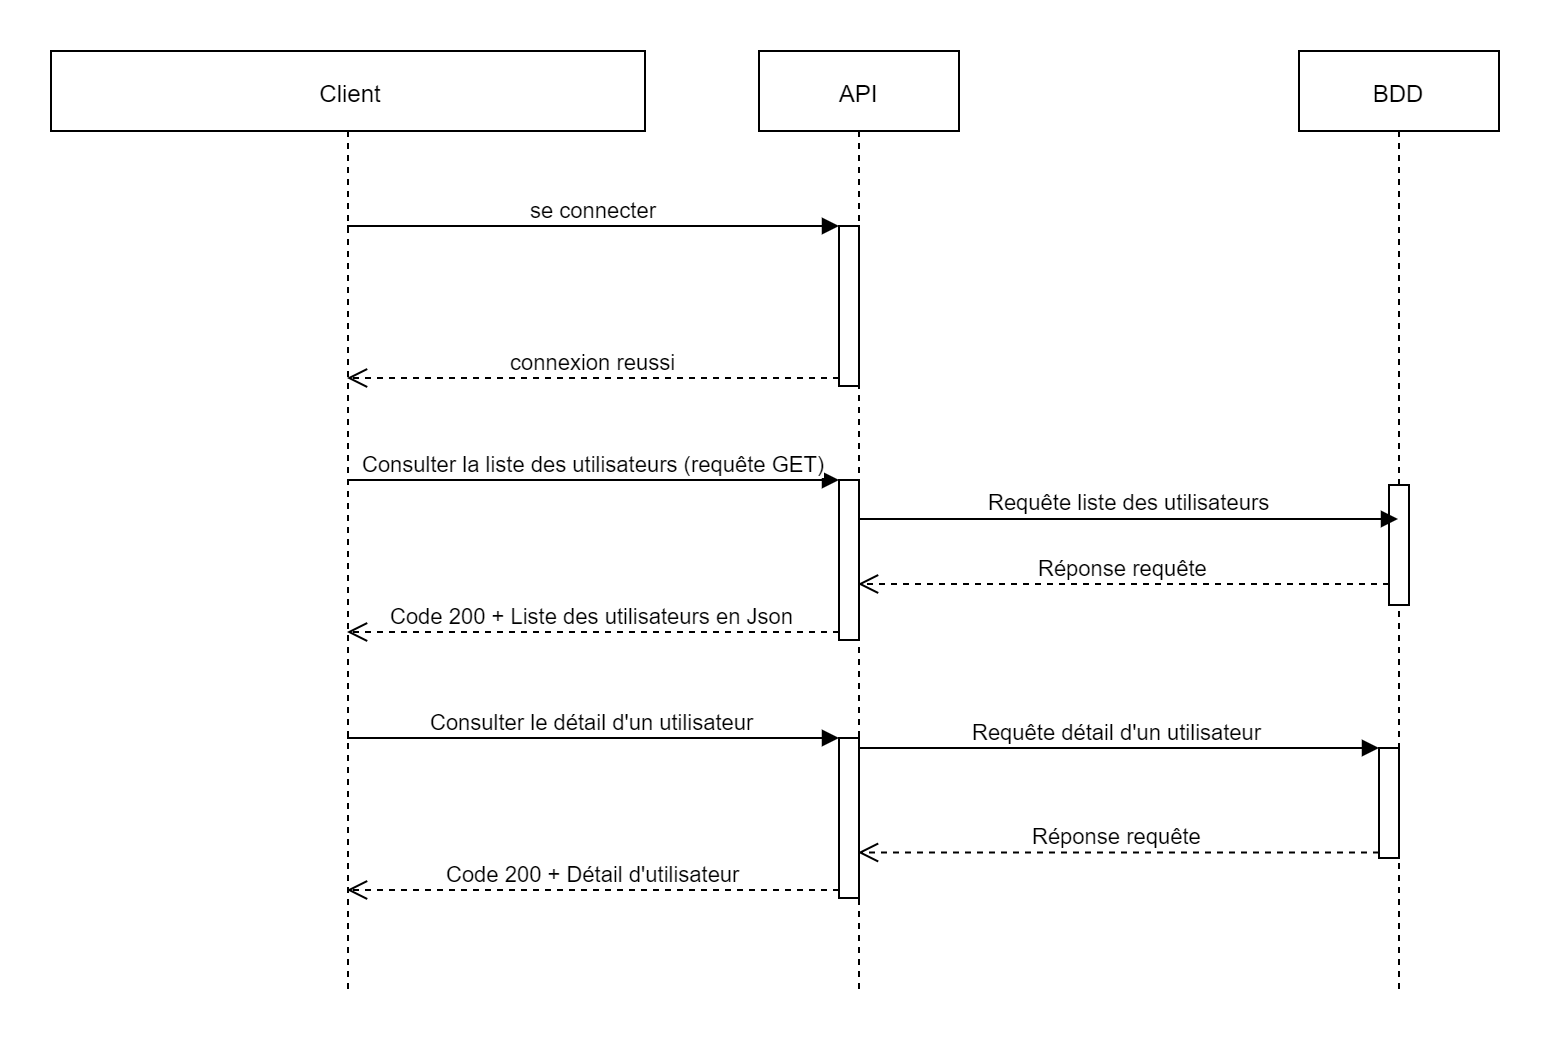 Client
API
BDD
se connecter
connexion reussi
Consulter la liste des utilisateurs (requête GET)
Requête liste des utilisateurs
Réponse requête
Code 200 + Liste des utilisateurs en Json
Consulter le détail d'un utilisateur
Requête détail d'un utilisateur
Réponse requête
Code 200 + Détail d'utilisateur